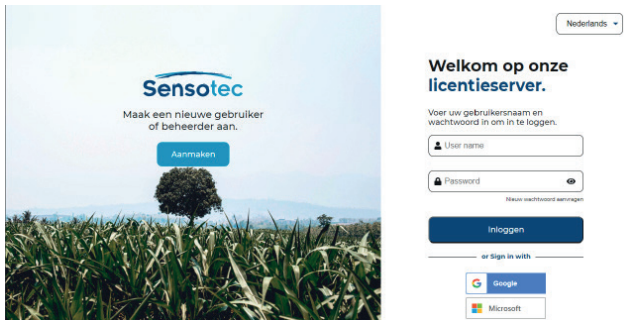 Nederlands
Sensotec
Maak een nieuwe gebruiker
of beheerder aan.
Aanmaken
Welkom op onze
licentieserver.
Voer uw gebruikersnaam en
wachtwoord in om in te loggen.
User name
Password
Nieuw wachtwoord aanvragen
Inloggen
or Sign in with
Google
Microsoft